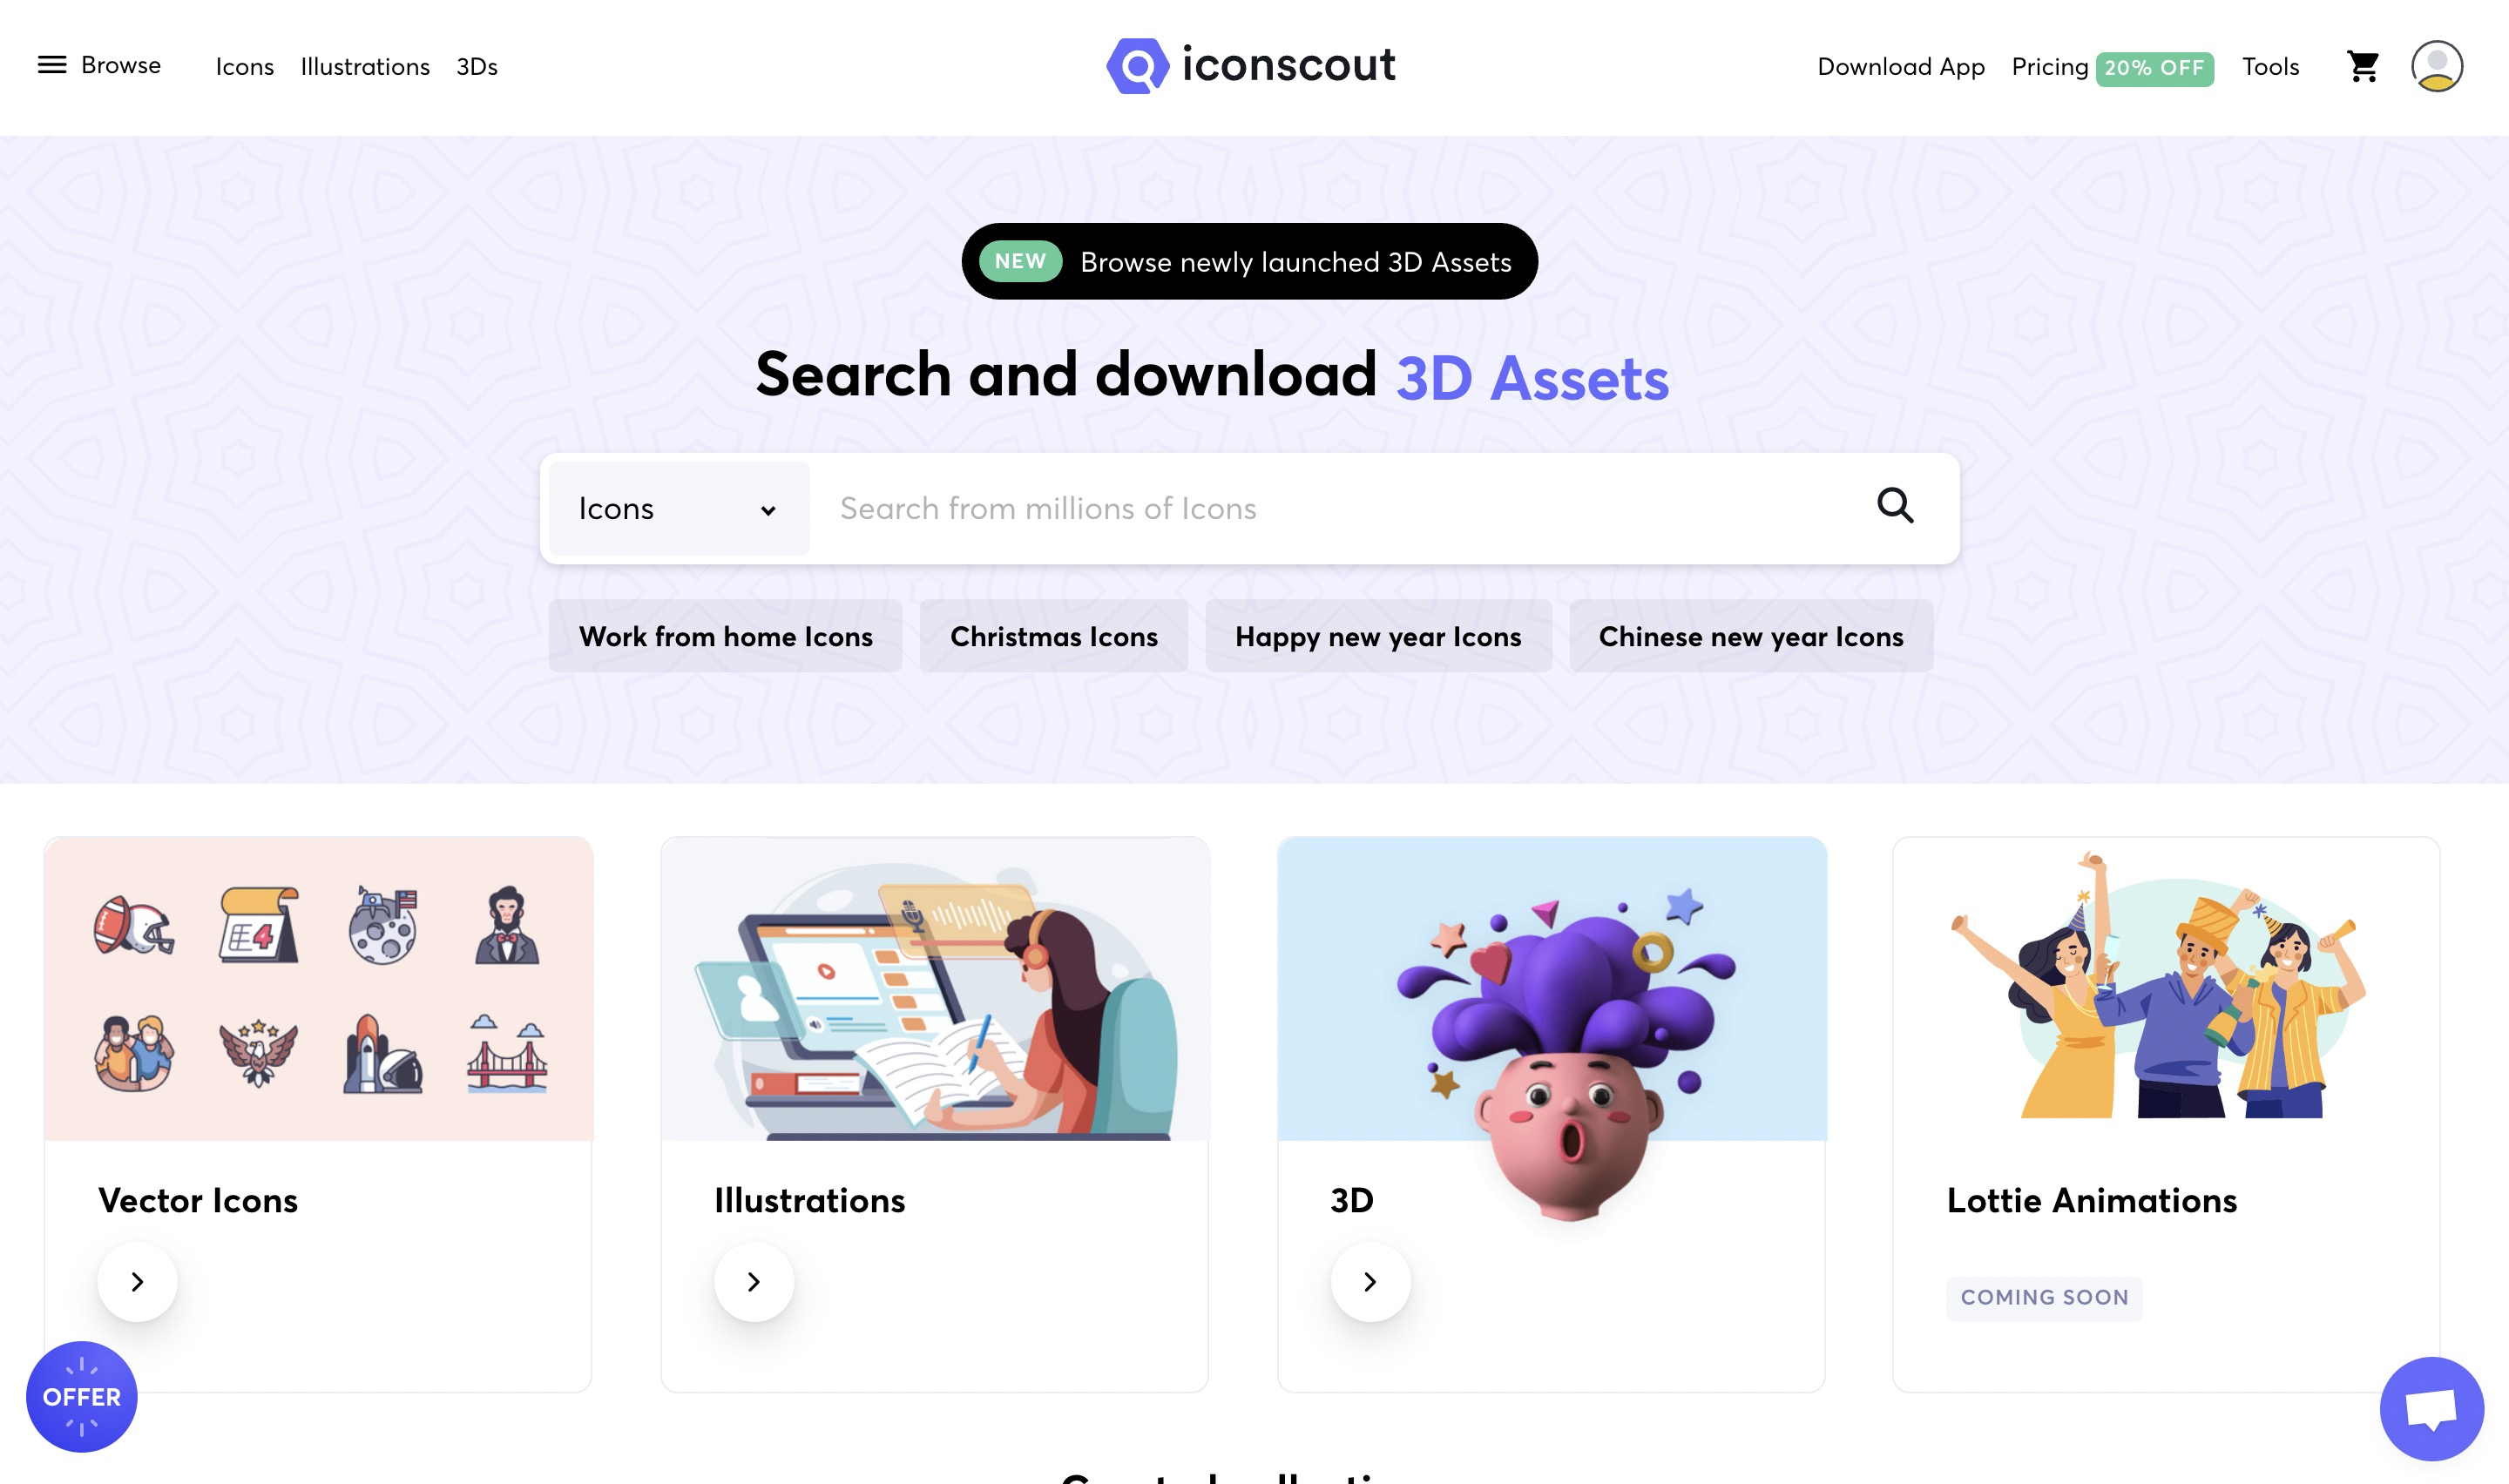 Browse
Icons
Illustrations
3Ds
iconscout
Download App
Pricing
20% OFF
Tools
NEW
Browse newly launched 3D Assets
Search and download 3D Assets
Icons
Search from millions of Icons
Work from home Icons
Christmas Icons
Happy new year Icons
Chinese new year Icons
4
Vector Icons
Illustrations
3D
Lottie Animations
COMING SOON
OFFER